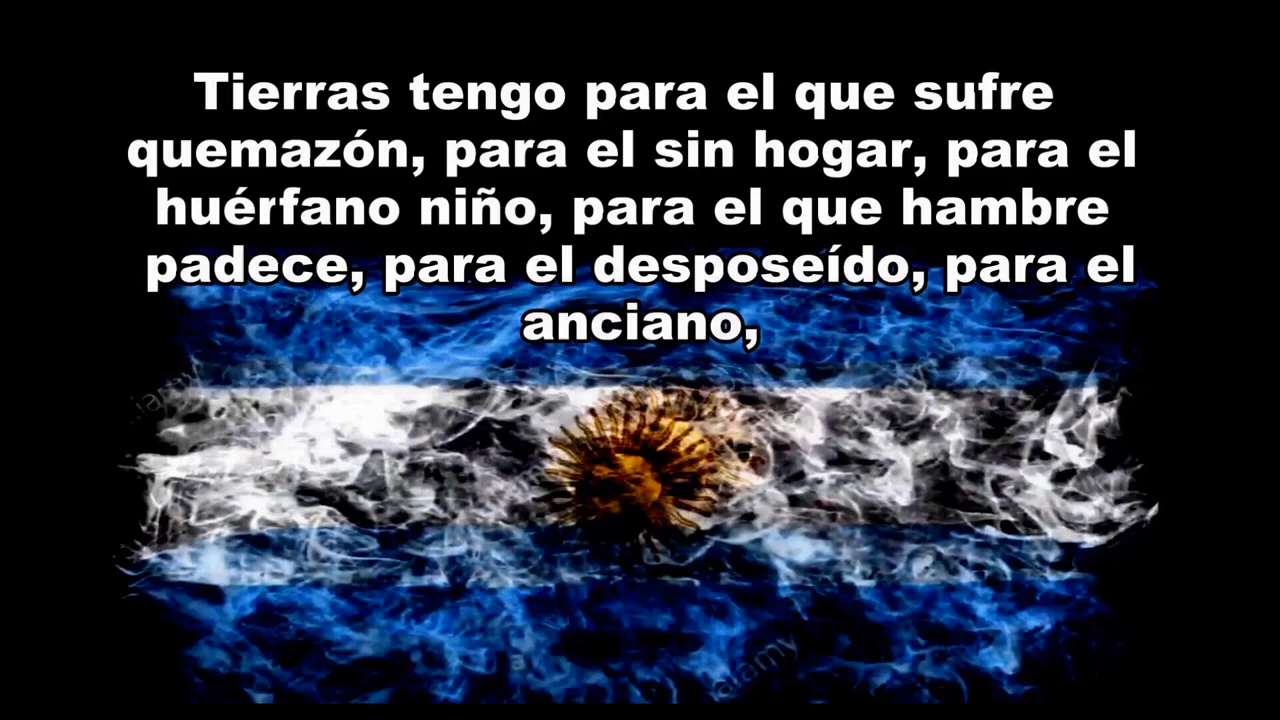 Tierras tengo para el que sufre
quemazón, para el sin hogar, para el
huérfano niño, para el que hambre
padece, para el desposeído, para el
anciano,
alamy